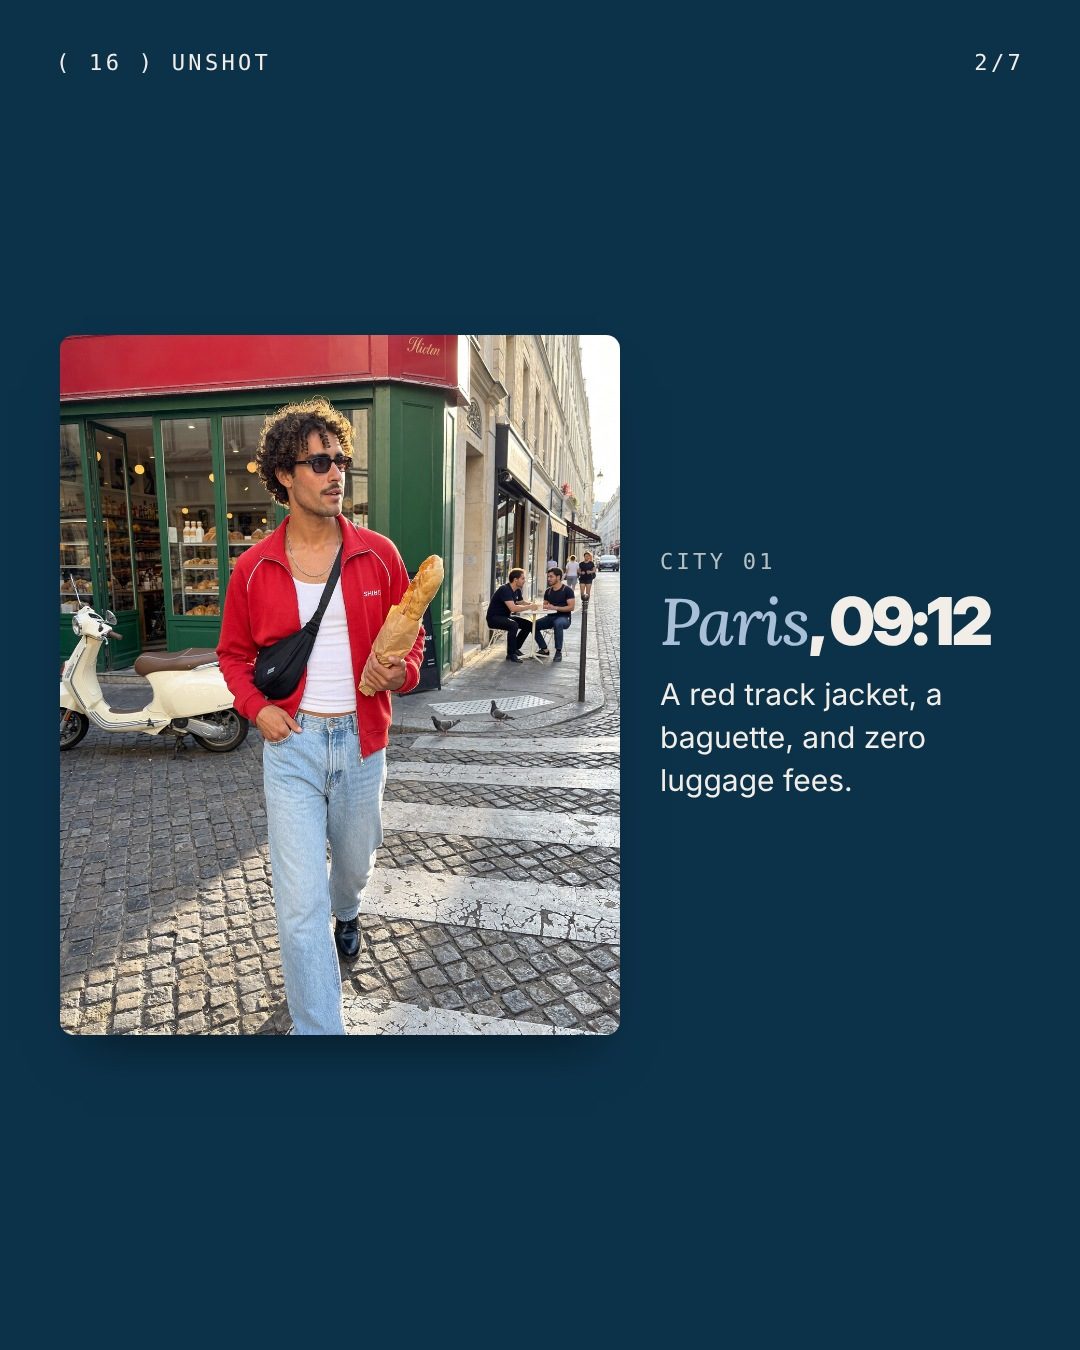 ( 16 ) UNSHOT
2/7
CITY 01
Paris, 09:12
A red track jacket, a
baguette, and zero
luggage fees.